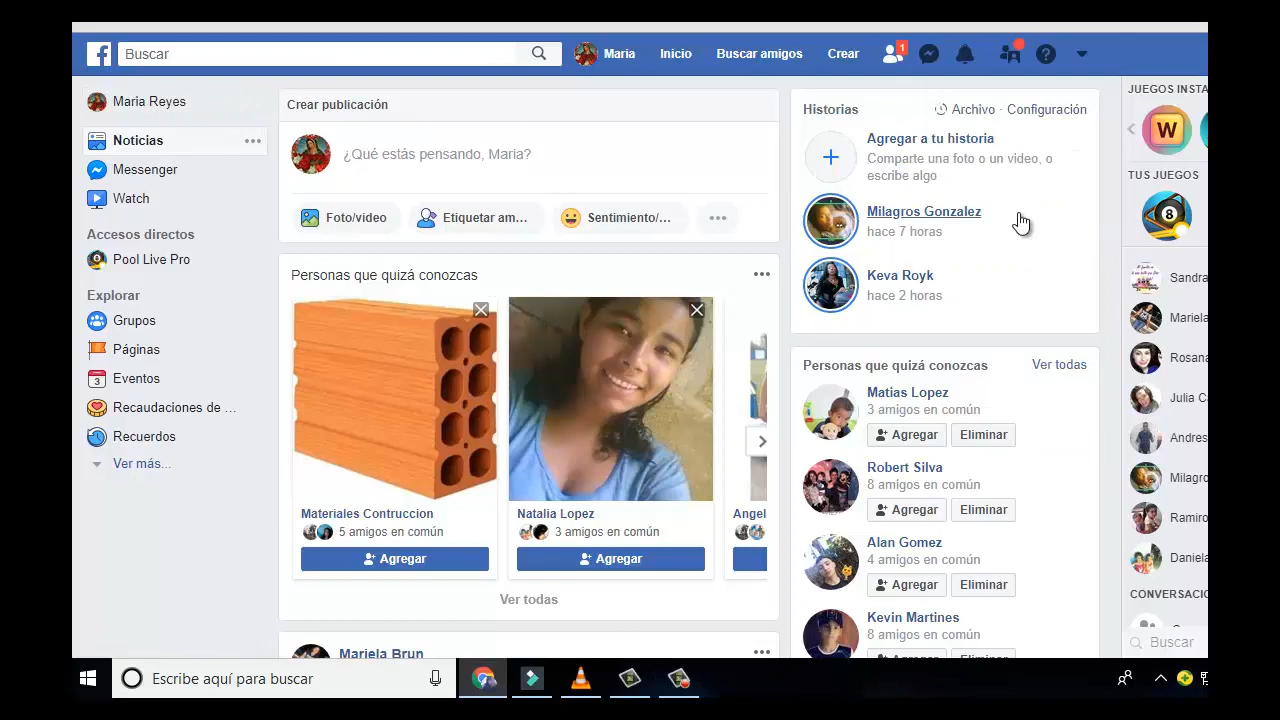 Buscar
Maria
Inicio
Buscar amigos
Crear
1
Maria Reyes
Noticias
Messenger
Watch
Accesos directos
Pool Live Pro
Explorar
Grupos
Páginas
3 Eventos
Recaudaciones de ...
Recuerdos
Ver más...
Crear publicación
¿Qué estás pensando, Maria?
Foto/video
Etiquetar am...
Sentimiento/...
Personas que quizá conozcas
Materiales Contruccion
5 amigos en común
Agregar
Natalia Lopez
3 amigos en común
Agregar
Angel
Ver todas
Mariela Brun
Historias
Archivo · Configuración
Agregar a tu historia
Comparte una foto o un video, o
escribe algo
Milagros Gonzalez
hace 7 horas
Keva Royk
hace 2 horas
Personas que quizá conozcas
Ver todas
Matias Lopez
3 amigos en común
Agregar
Eliminar
Robert Silva
8 amigos en común
Agregar
Eliminar
Alan Gomez
4 amigos en común
Agregar
Eliminar
Kevin Martines
8 amigos en común
JUEGOS INSTA
W
TUS JUEGOS
8
Sandra
Mariela
Rosana
Julia C
Andres
Milagro
Ramiro
Daniela
CONVERSACIO
Buscar
Escribe aquí para buscar